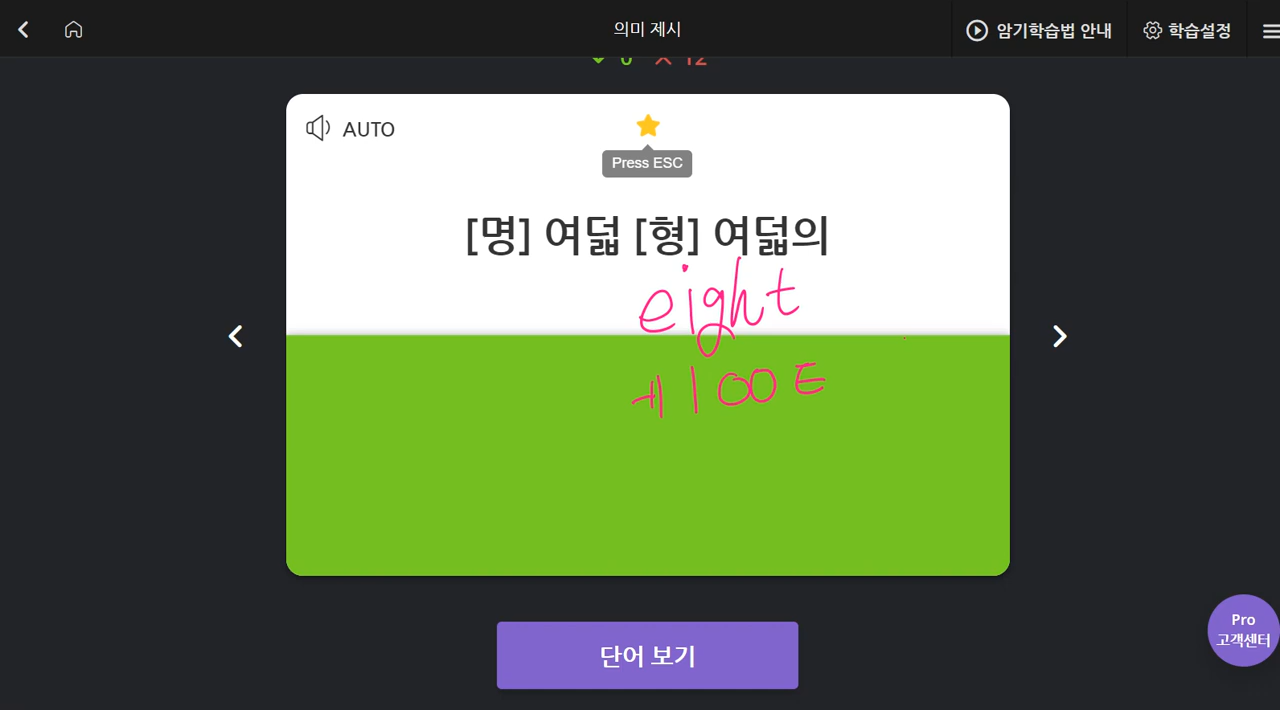 의미 제시
암기학습법 안내
학습설정
AUTO
Press ESC
[명] 여덟 [형] 여덟의
eight
단어 보기
Pro
고객센터